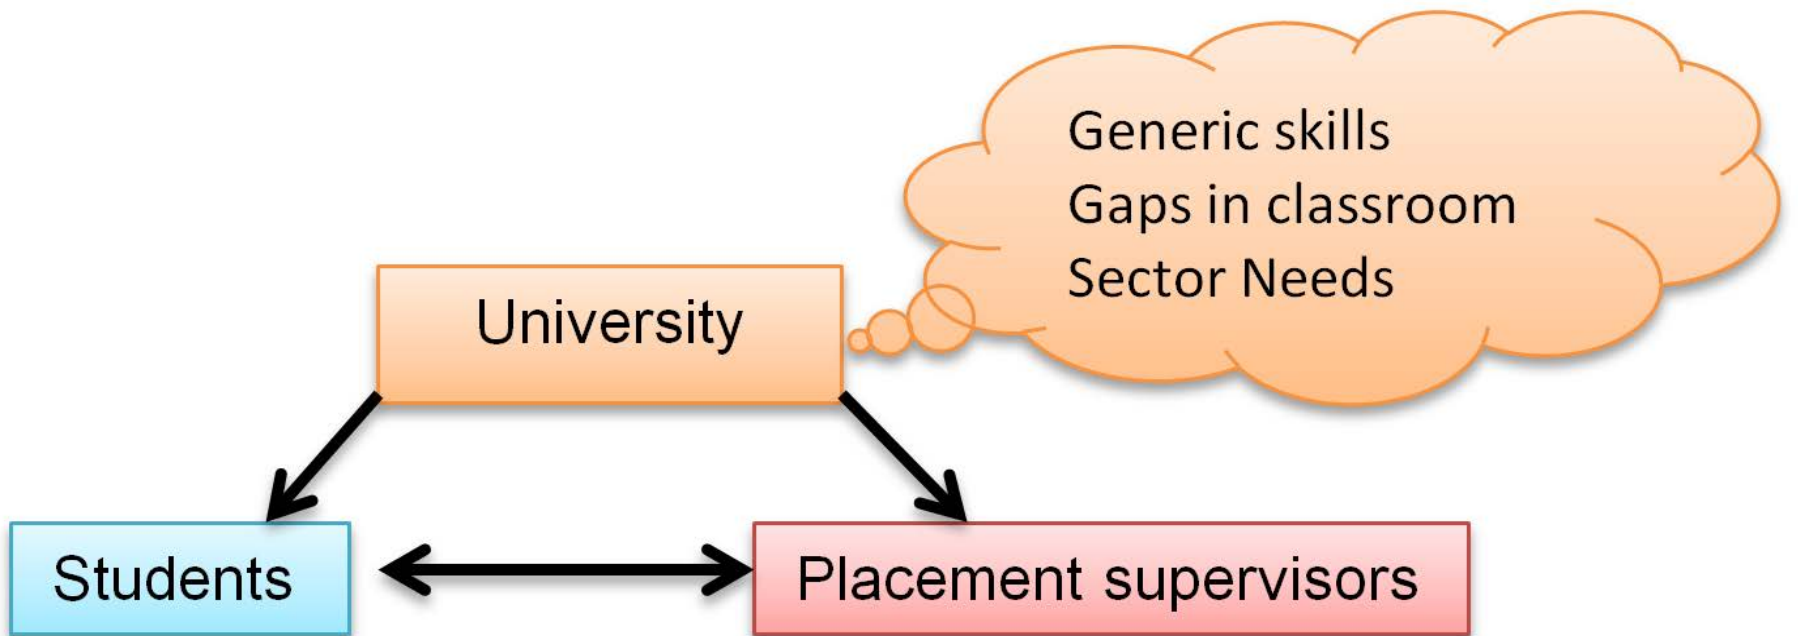 Generic skills
Gaps in classroom
Sector Needs
University
Students
Placement supervisors